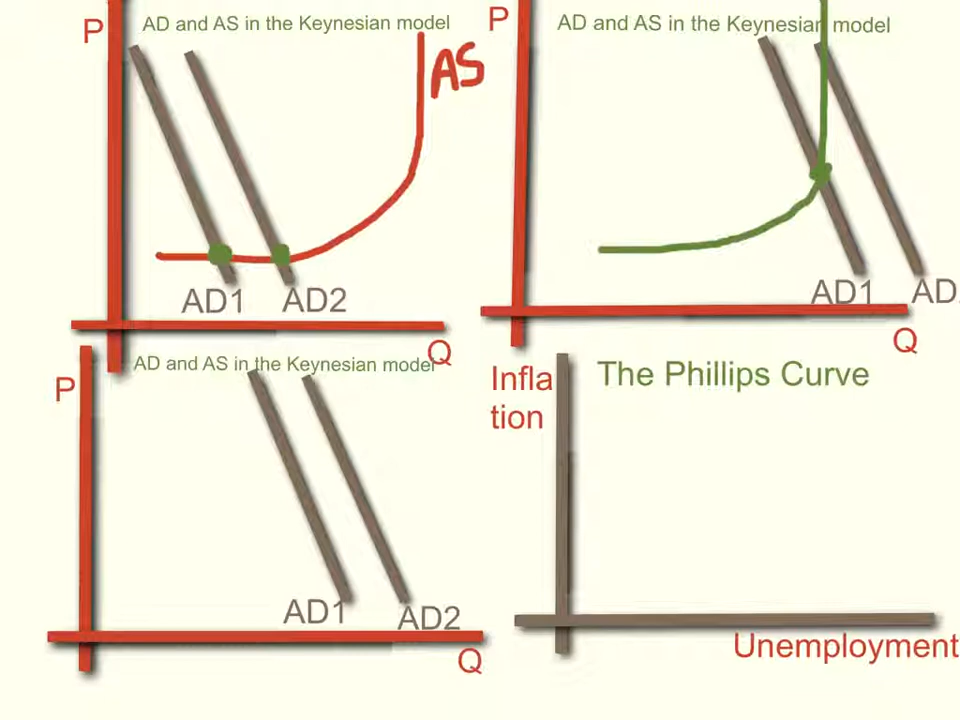 P
AD and AS in the Keynesian model
AS
AD1
AD2
Q
P
AD and AS in the Keynesian model
AD1
AD
Q
P
AD and AS in the Keynesian model
AD1
AD2
Q
Infla
tion
The Phillips Curve
Unemployment